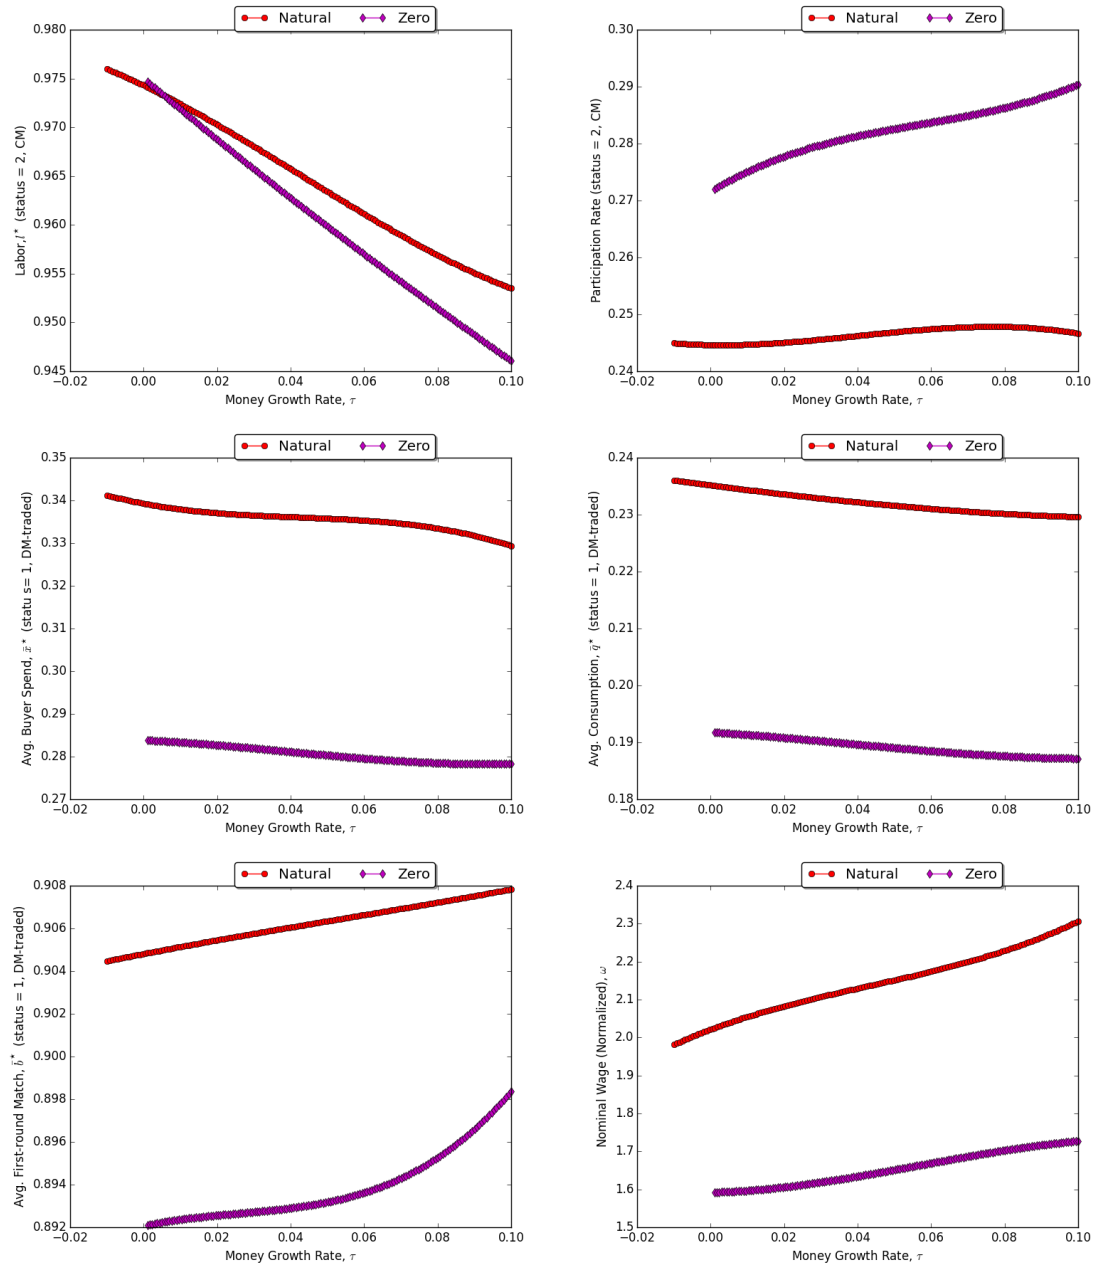 Natural Zero
0.980
0.975
0.970
0.965
0.960
0.955
0.950
0.945
−0.02 0.00 0.02 0.04 0.06 0.08 0.10
Money Growth Rate, τ
Labor,l* (status = 2, CM)
Natural Zero
0.30
0.29
0.28
0.27
0.26
0.25
0.24
−0.02 0.00 0.02 0.04 0.06 0.08 0.10
Money Growth Rate, τ
Participation Rate (status = 2, CM)
Natural Zero
0.35
0.34
0.33
0.32
0.31
0.30
0.29
0.28
0.27
−0.02 0.00 0.02 0.04 0.06 0.08 0.10
Money Growth Rate, τ
Avg. Buyer Spend, x̄* (statu s= 1, DM-traded)
Natural Zero
0.24
0.23
0.22
0.21
0.20
0.19
0.18
−0.02 0.00 0.02 0.04 0.06 0.08 0.10
Money Growth Rate, τ
Avg. Consumption, q̄* (status = 1, DM-traded)
Natural Zero
0.908
0.906
0.904
0.902
0.900
0.898
0.896
0.894
0.892
−0.02 0.00 0.02 0.04 0.06 0.08 0.10
Money Growth Rate, τ
Avg. First-round Match, b̄* (status = 1, DM-traded)
Natural Zero
2.4
2.3
2.2
2.1
2.0
1.9
1.8
1.7
1.6
1.5
−0.02 0.00 0.02 0.04 0.06 0.08 0.10
Money Growth Rate, τ
Nominal Wage (Normalized), ω